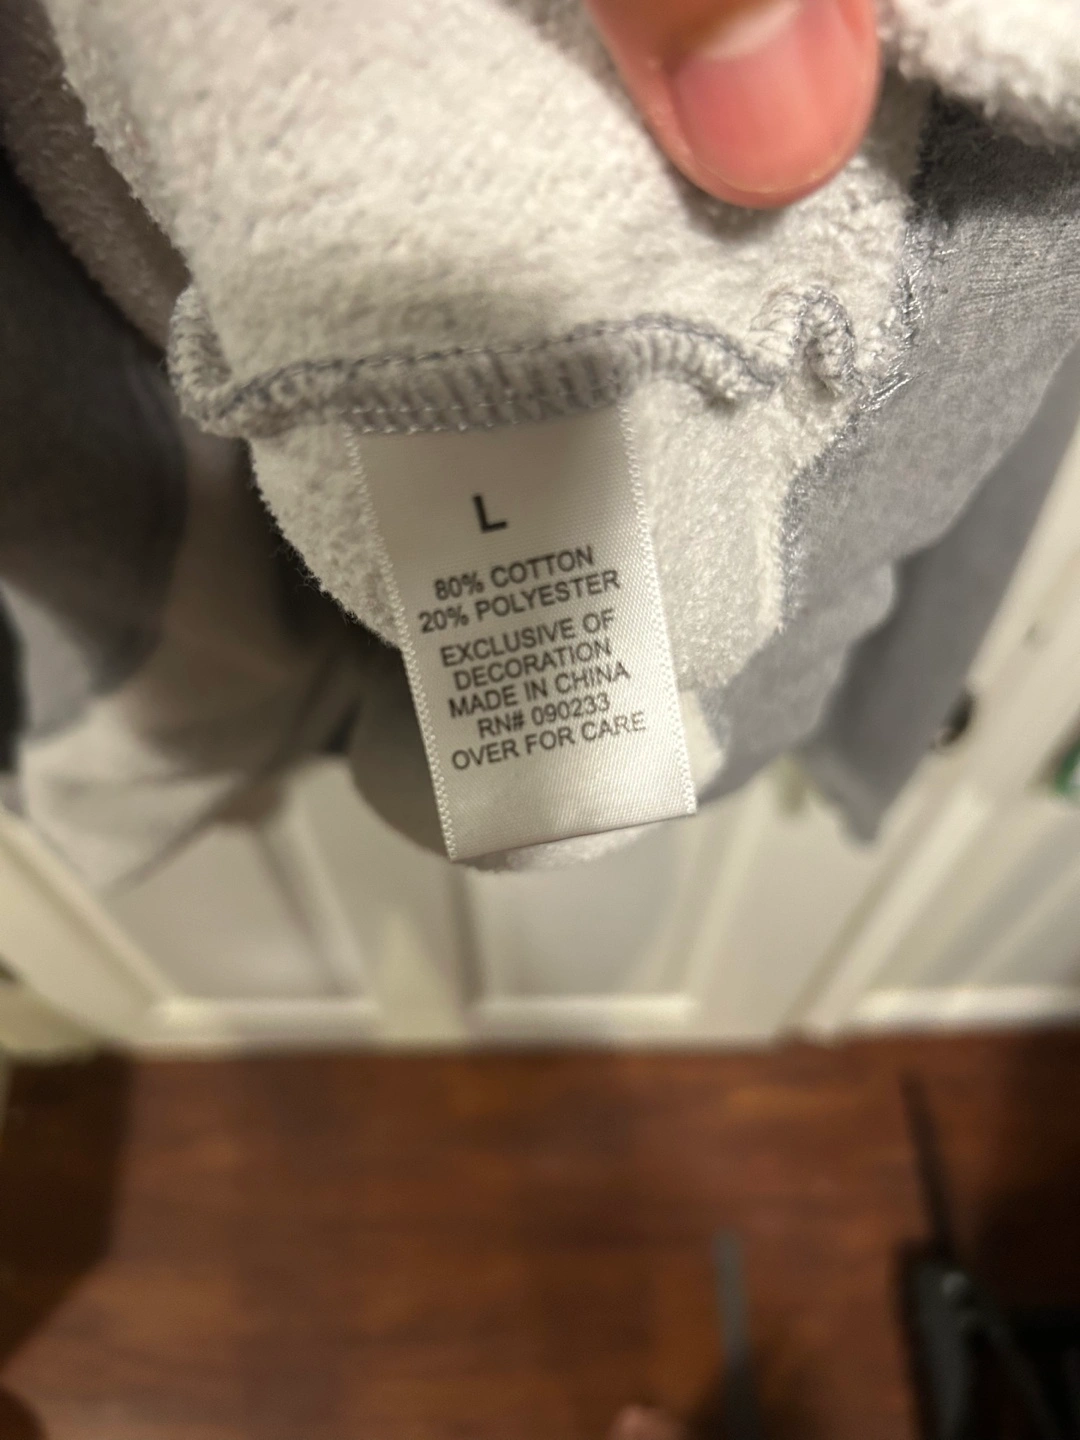 L
80% COTTON
20% POLYESTER
EXCLUSIVE OF
DECORATION
MADE IN CHINA
RN# 090233
OVER FOR CARE